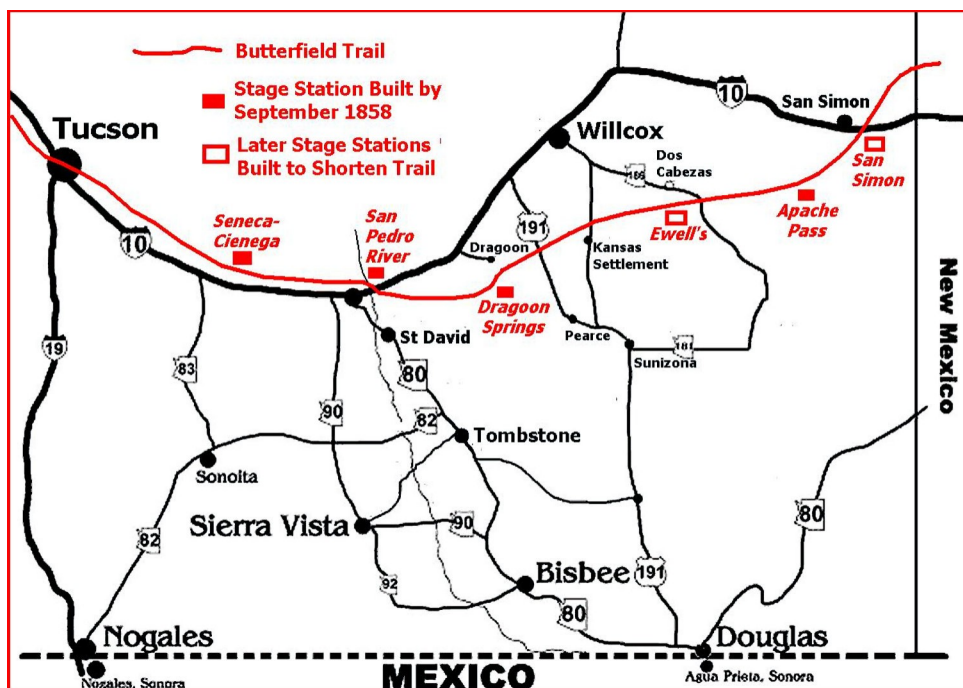 Butterfield Trail
Stage Station Built by
September 1858
Later Stage Stations
Built to Shorten Trail
10
San Simon
Tucson
Willcox
Dos
Cabezas
186
San
Simon
Seneca-
Cienega
San
Pedro
River
191
Apache
Pass
10
Dragoon
Kansas
Settlement
Ewell's
Dragoon
Springs
New Mexico
19
St David
Pearce
181
Sunizona
83
80
90
82
Tombstone
Sonoita
80
82
Sierra Vista
90
191
92
Bisbee
80
Nogales
Douglas
MEXICO
Nogales, Sonora
Agua Prieta, Sonora